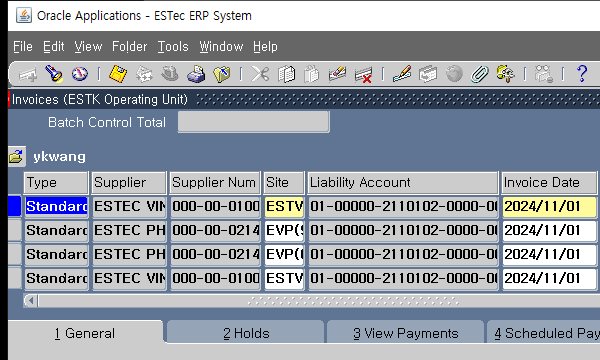 Oracle Applications - ESTec ERP System
File Edit View Folder Tools Window Help
Invoices (ESTK Operating Unit)
Batch Control Total
ykwang
Type Supplier Supplier Num Site Liability Account Invoice Date
Standard ESTEC VIN 000-00-0100 ESTV 01-00000-2110102-0000-00 2024/11/01
Standard ESTEC PH 000-00-0214 EVP(S 01-00000-2110102-0000-00 2024/11/01
Standard ESTEC PH 000-00-0214 EVP(G 01-00000-2110102-0000-00 2024/11/01
Standard ESTEC VIN 000-00-0100 ESTV 01-00000-2110102-0000-00 2024/11/01
1 General 2 Holds 3 View Payments 4 Scheduled Pay